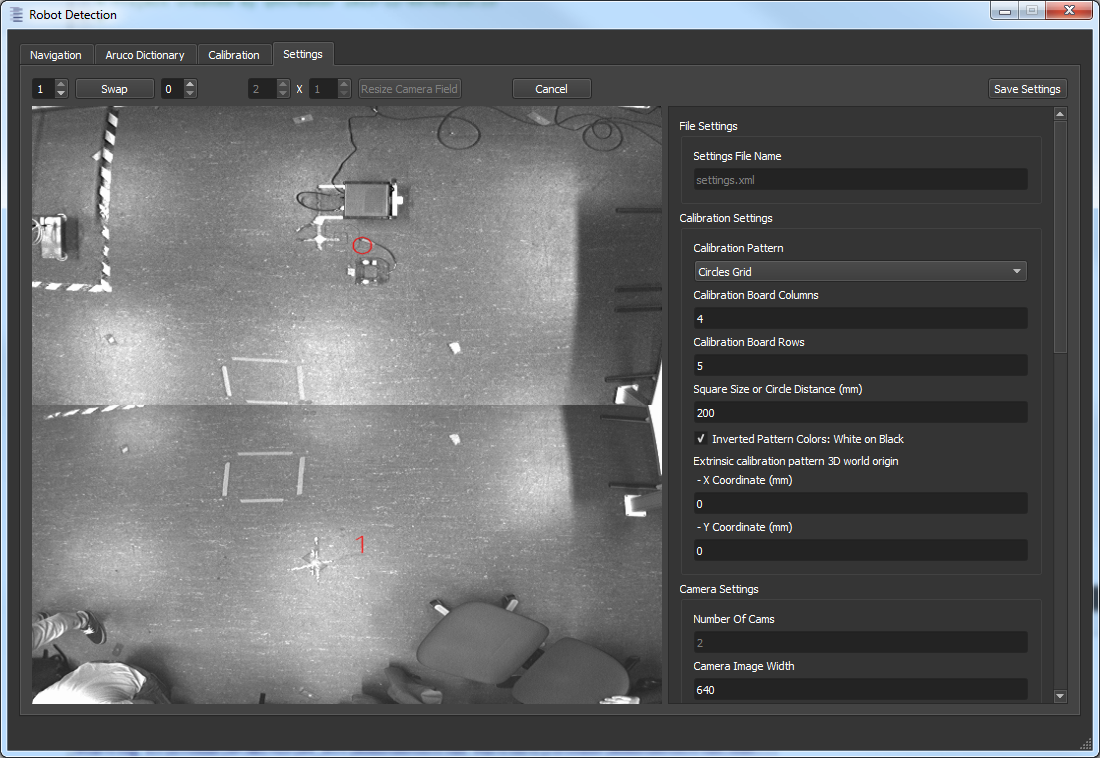 Robot Detection
Navigation Aruco Dictionary Calibration Settings
1 Swap 0 2 X 1 Resize Camera Field Cancel Save Settings
File Settings
Settings File Name
settings.xml
Calibration Settings
Calibration Pattern
Circles Grid
Calibration Board Columns
4
Calibration Board Rows
5
Square Size or Circle Distance (mm)
200
Inverted Pattern Colors: White on Black
Extrinsic calibration pattern 3D world origin
- X Coordinate (mm)
0
- Y Coordinate (mm)
0
Camera Settings
Number Of Cams
2
Camera Image Width
640
0
1